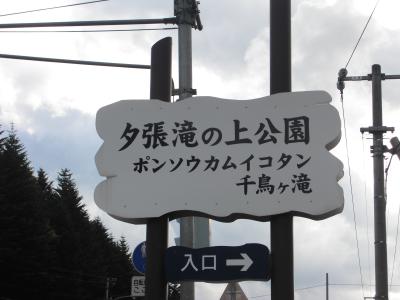 夕張滝の上公園
ポンソウカムイコタン
千鳥ヶ滝
入口